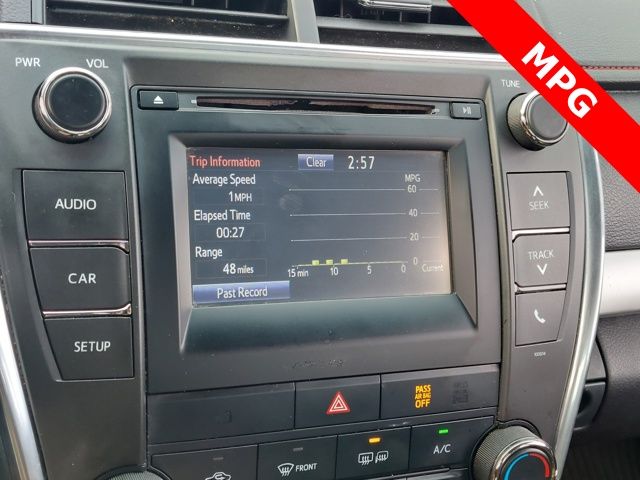 MPG
PWR VOL
TUNE
AUDIO
CAR
SETUP
Trip Information Clear 2:57
Average Speed MPG
1 MPH 60
Elapsed Time 40
00:27
Range 20
48 miles 0
15 min 10 5 0 Current
Past Record
SEEK
TRACK
PASS
AIR BAG
OFF
FRONT
A/C